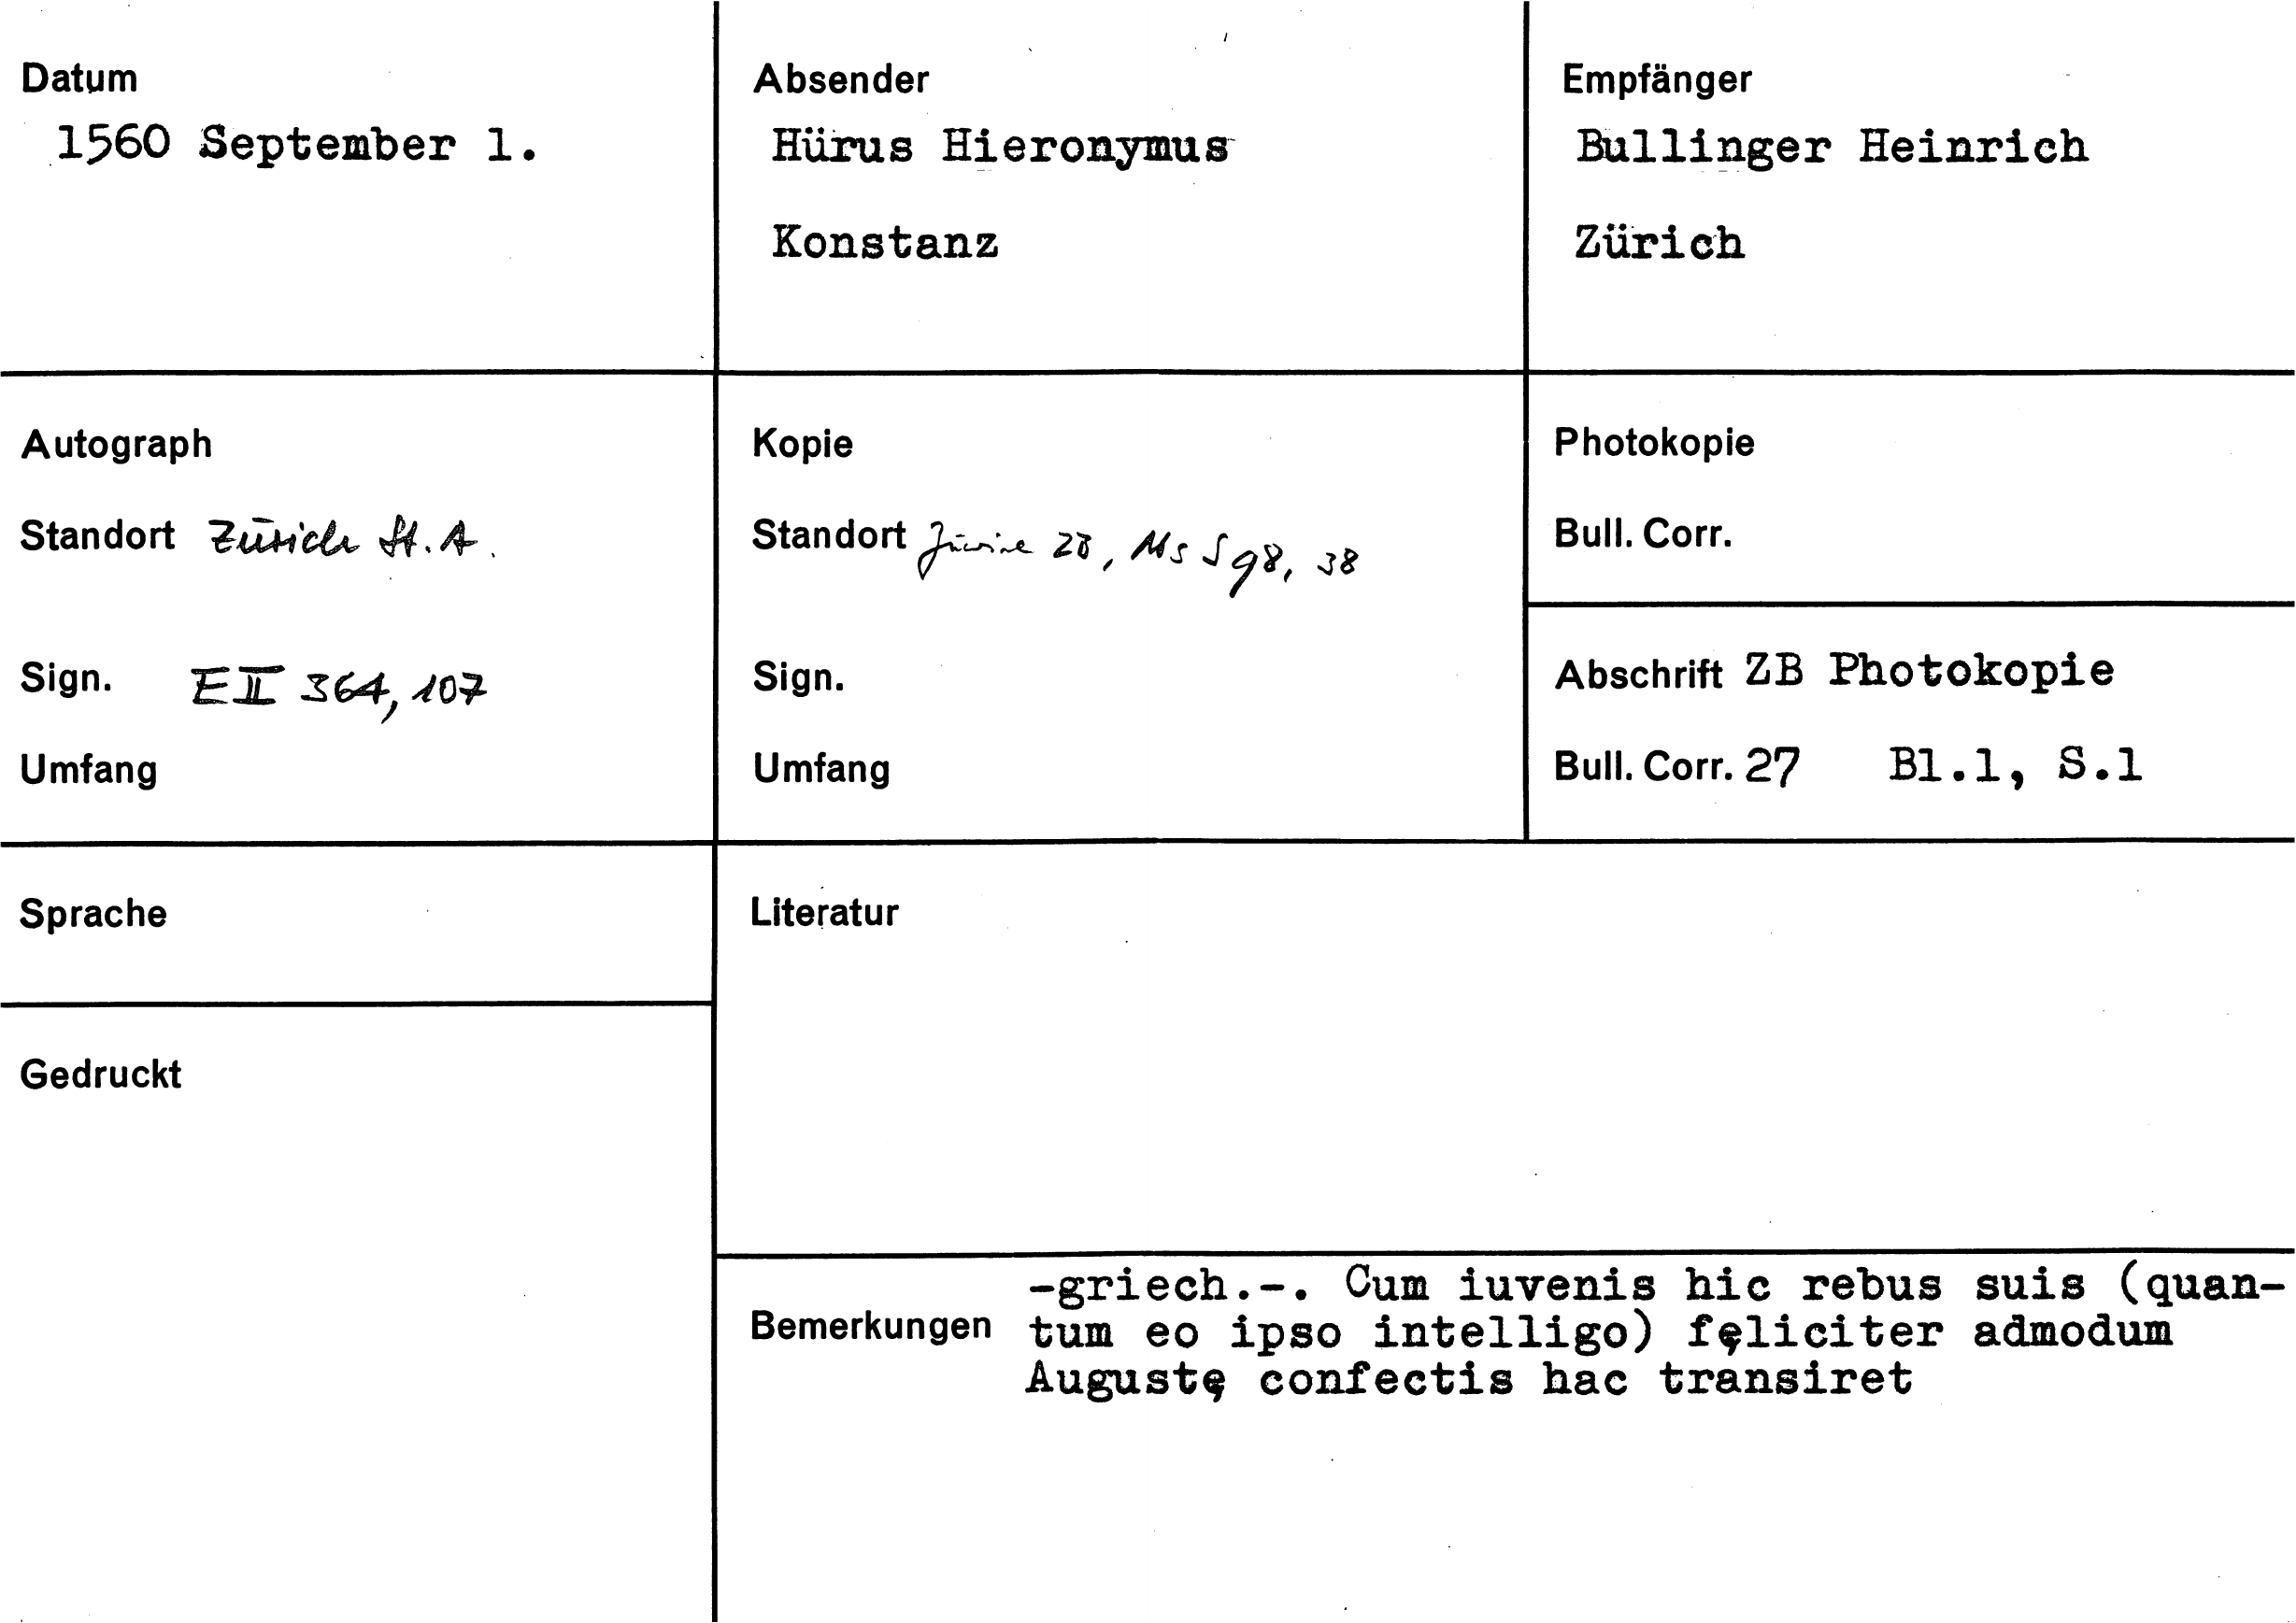 Datum
1560 September 1.
Absender
Hürus Hieronymus
Konstanz
Empfänger
Bullinger Heinrich
Zürich
Autograph
Standort Zürich St. A.
Sign. E II 364, 107
Umfang
Kopie
Standort Zürich ZB, Ms S 98, 38
Sign.
Umfang
Photokopie
Bull. Corr.
Abschrift ZB Photokopie
Bull. Corr. 27 Bl.1, S.1
Sprache
Literatur
Gedruckt
Bemerkungen
-griech.-. Cum iuvenis hic rebus suis (quan-
tum eo ipso intelligo) fęliciter admodum
Augustę confectis hac transiret